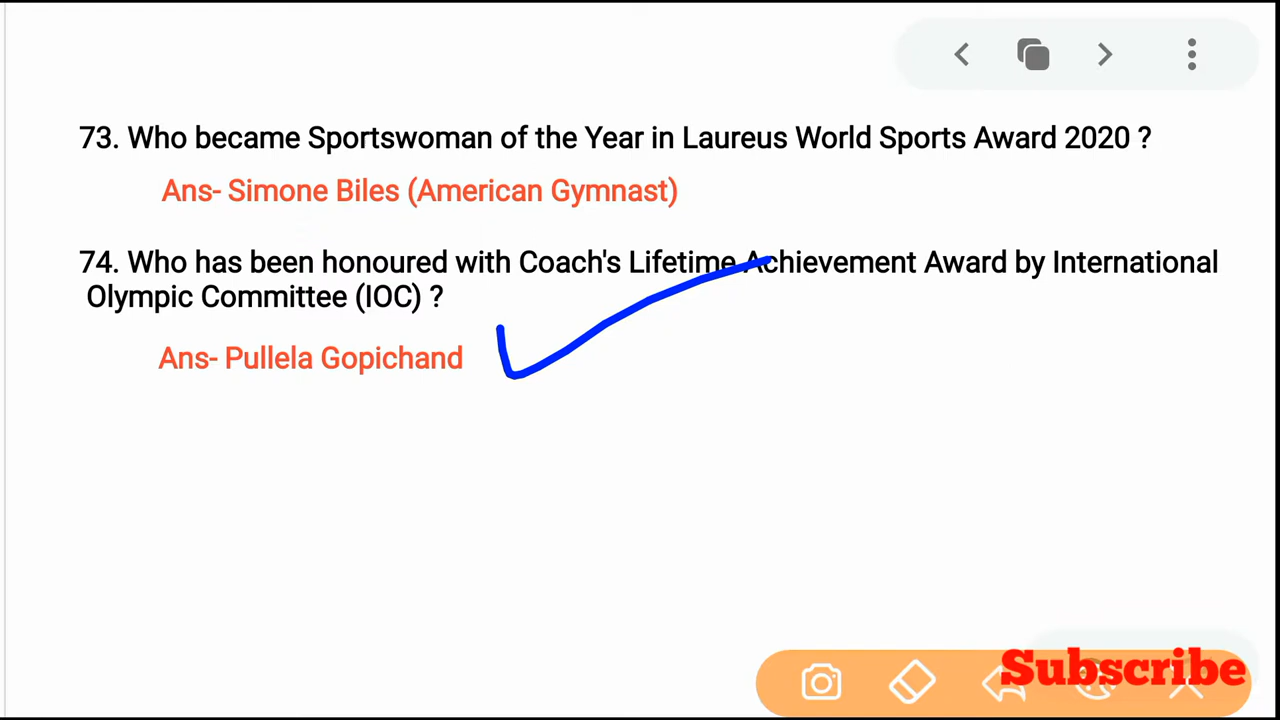 73. Who became Sportswoman of the Year in Laureus World Sports Award 2020 ?
Ans- Simone Biles (American Gymnast)
74. Who has been honoured with Coach's Lifetime Achievement Award by International
Olympic Committee (IOC) ?
Ans- Pullela Gopichand
Subscribe